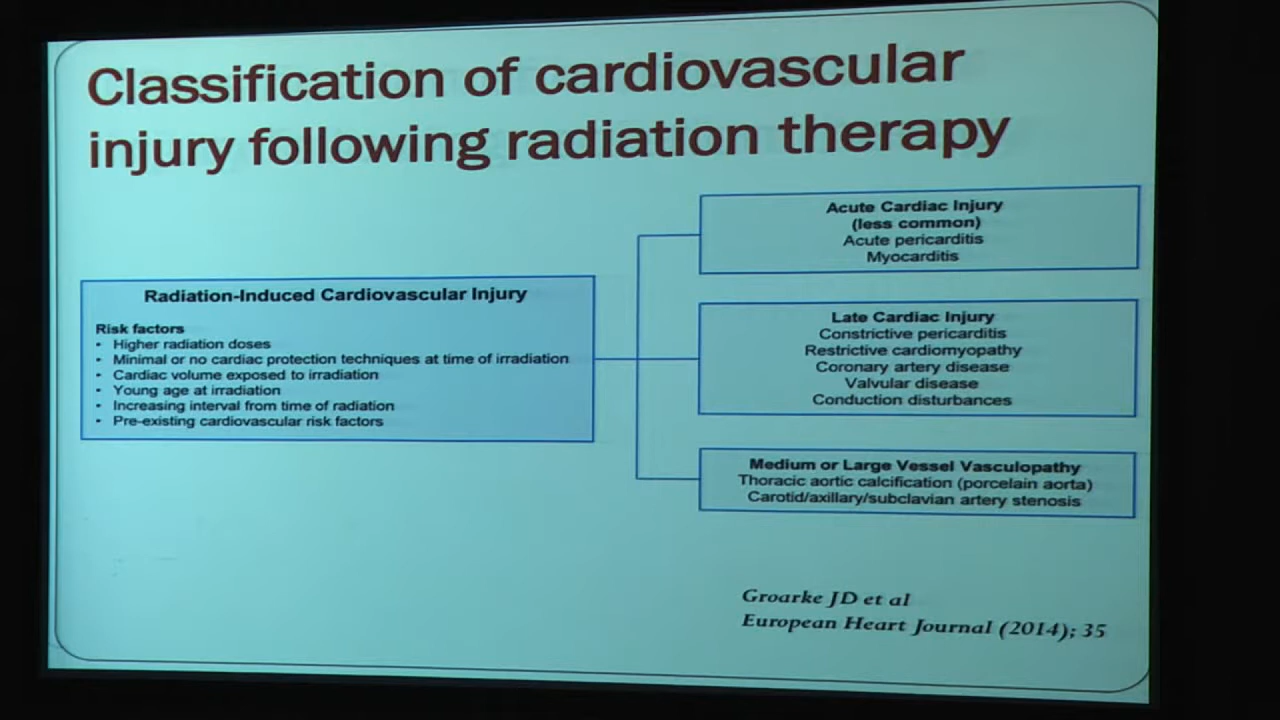 Classification of cardiovascular
injury following radiation therapy
Acute Cardiac Injury
(less common)
Acute pericarditis
Myocarditis
Radiation-Induced Cardiovascular Injury
Risk factors
• Higher radiation doses
• Minimal or no cardiac protection techniques at time of irradiation
• Cardiac volume exposed to irradiation
• Young age at irradiation
• Increasing interval from time of radiation
• Pre-existing cardiovascular risk factors
Late Cardiac Injury
Constrictive pericarditis
Restrictive cardiomyopathy
Coronary artery disease
Valvular disease
Conduction disturbances
Medium or Large Vessel Vasculopathy
Thoracic aortic calcification (porcelain aorta)
Carotid/axillary/subclavian artery stenosis
Groarke JD et al
European Heart Journal (2014); 35